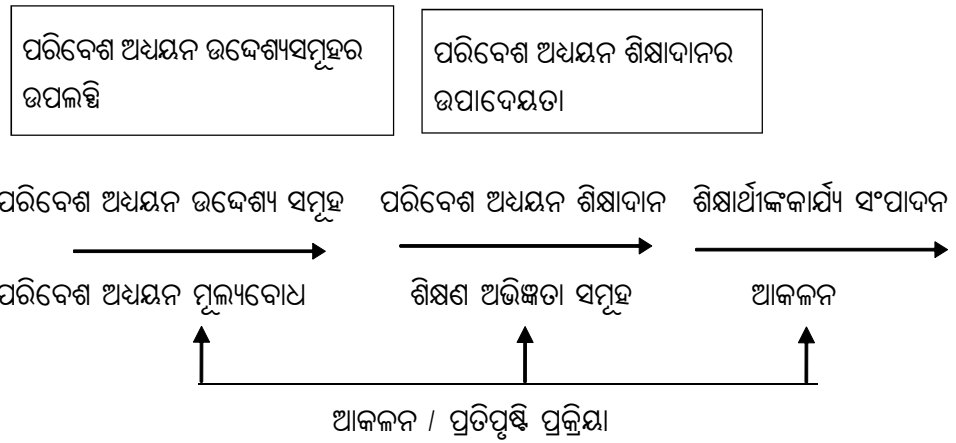 ପରିବେଶ ଅଧ୍ୟୟନ ଉଦ୍ଦେଶ୍ୟସମୂହର
ଉପଲବ୍ଧି
ପରିବେଶ ଅଧ୍ୟୟନ ଶିକ୍ଷାଦାନର
ଉପାଦେୟତା
ପରିବେଶ ଅଧ୍ୟୟନ ଉଦ୍ଦେଶ୍ୟ ସମୂହ ପରିବେଶ ଅଧ୍ୟୟନ ଶିକ୍ଷାଦାନ ଶିକ୍ଷାର୍ଥୀଙ୍କକାର୍ଯ୍ୟ ସଂପାଦନ
ପରିବେଶ ଅଧ୍ୟୟନ ମୂଲ୍ୟବୋଧ ଶିକ୍ଷଣ ଅଭିଜ୍ଞତା ସମୂହ ଆକଳନ
ଆକଳନ / ପ୍ରତିପୃଷ୍ଟି ପ୍ରକ୍ରିୟା